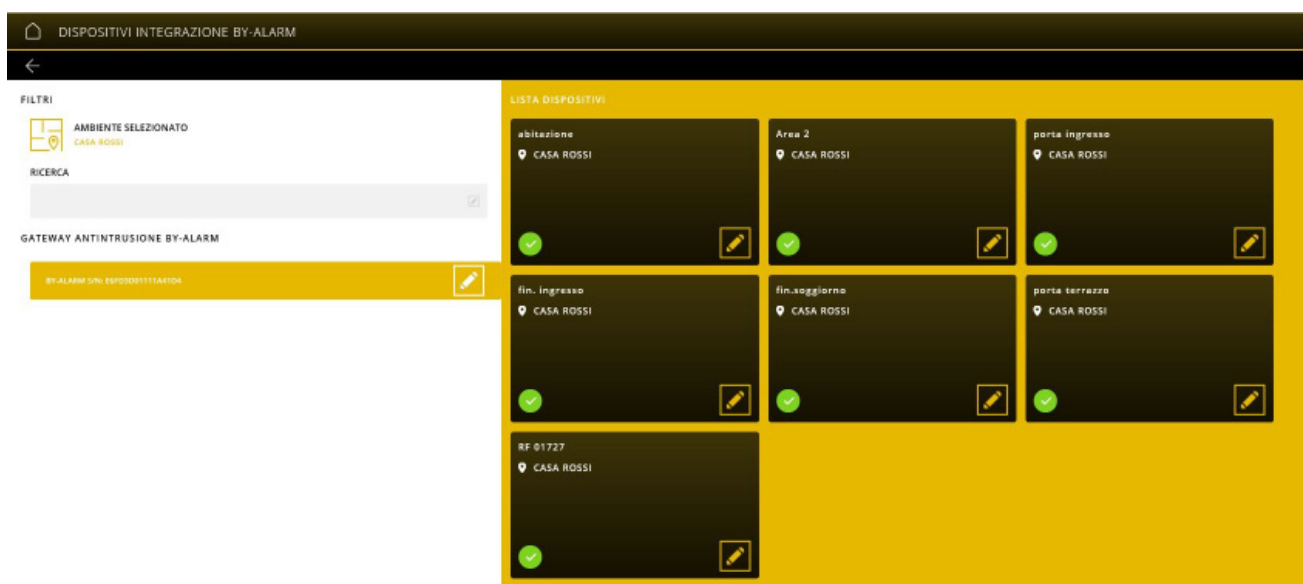 DISPOSITIVI INTEGRAZIONE BY-ALARM
FILTRI
AMBIENTE SELEZIONATO
CASA ROSSI
RICERCA
GATEWAY ANTINTRUSIONE BY-ALARM
BY-ALARM S/N:
LISTA DISPOSITIVI
abitazione
CASA ROSSI
Area 2
CASA ROSSI
porta ingresso
CASA ROSSI
fin. ingresso
CASA ROSSI
fin.soggiorno
CASA ROSSI
porta terrazzo
CASA ROSSI
RF 01727
CASA ROSSI